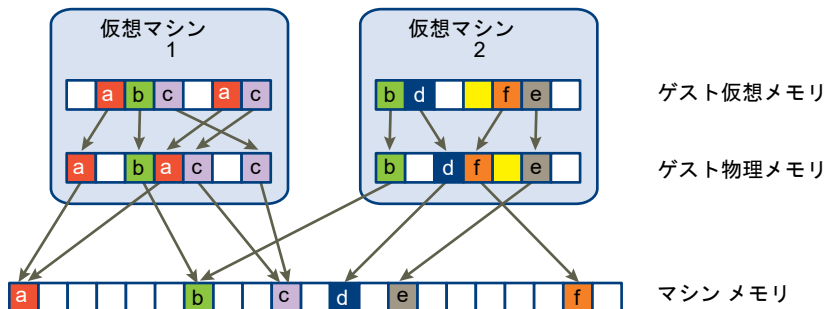 仮想マシン
1
仮想マシン
2
a b c a c
b d f e
ゲスト仮想メモリ
a b a c c
b d f e
ゲスト物理メモリ
a b c d e f
マシン メモリ